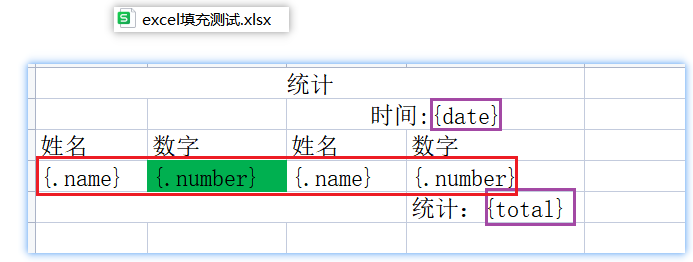 excel填充测试.xlsx
统计
时间:{date}
姓名 数字 姓名 数字
{.name} {.number} {.name} {.number}
统计：{total}